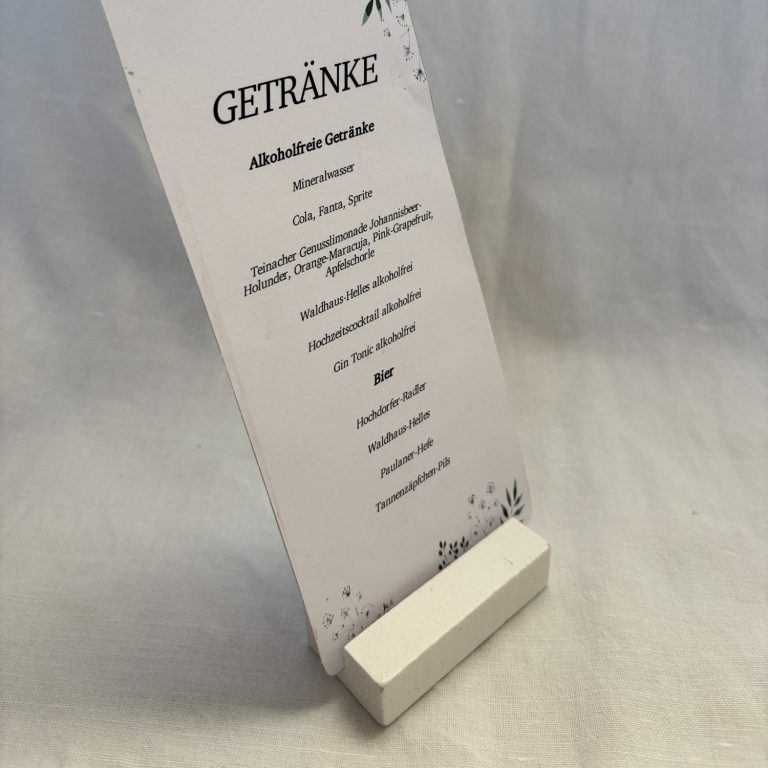 GETRÄNKE
Alkoholfreie Getränke
Mineralwasser
Cola, Fanta, Sprite
Teinacher Genusslimonade Johannisbeer-
Holunder, Orange-Maracuja, Pink-Grapefruit,
Apfelschorle
Waldhaus-Helles alkoholfrei
Hochzeitscocktail alkoholfrei
Gin Tonic alkoholfrei
Bier
Hochdorfer-Radler
Waldhaus-Helles
Paulaner-Hefe
Tannenzäpfchen-Pils